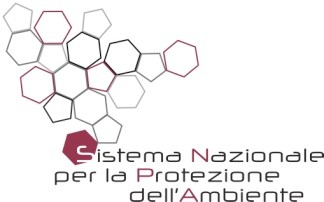 Sistema Nazionale
per la Protezione
dell'Ambiente